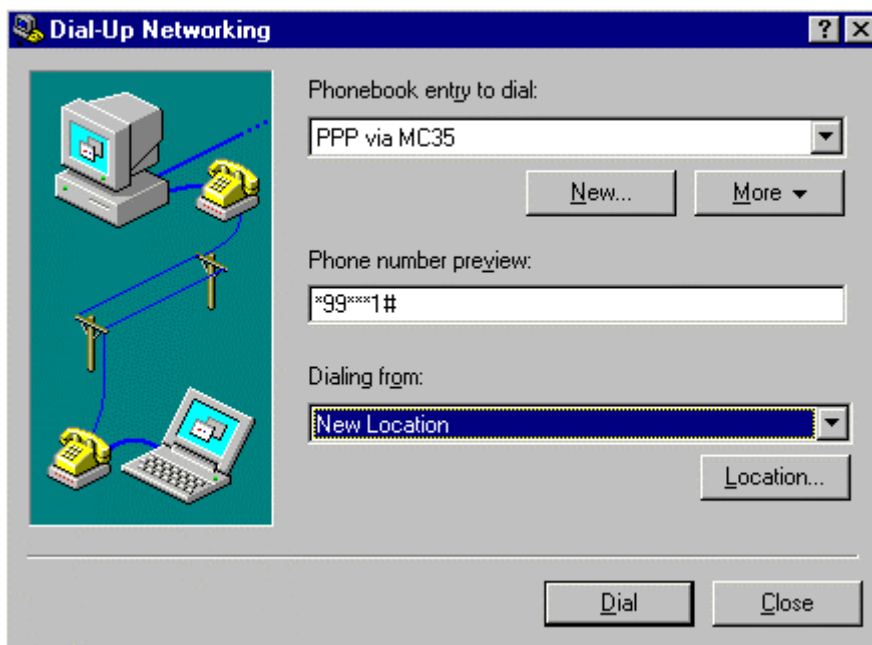 Dial-Up Networking
Phonebook entry to dial:
PPP via MC35
New... More
Phone number preview:
*99***1#
Dialing from:
New Location
Location...
Dial Close